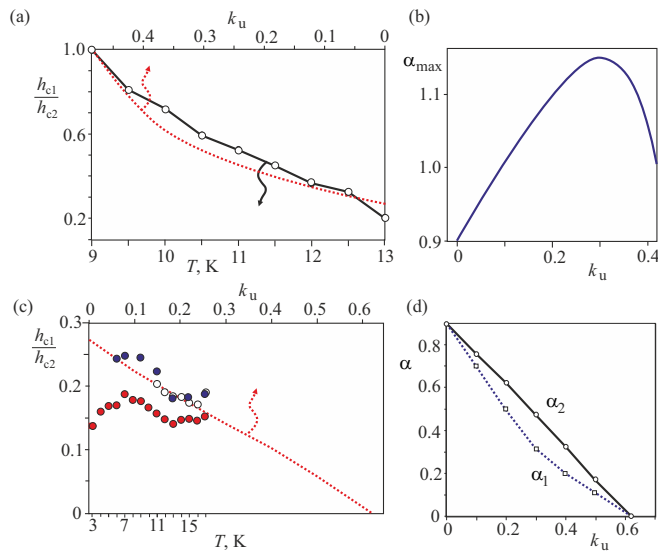 (a)
k_u
0.4 0.3 0.2 0.1 0
h_c1
h_c2
1.0
0.6
0.2
9 10 11 12 13
T, K
(b)
α_max
1.1
1.0
0.9
0 0.2 0.4
k_u
(c)
k_u
0 0.1 0.2 0.3 0.4 0.5 0.6
h_c1
h_c2
0.3
0.2
0.1
0
3 7 11 15
T, K
(d)
α
0.8
0.6
0.4
0.2
0
α_2
α_1
0 0.2 0.4 0.6
k_u